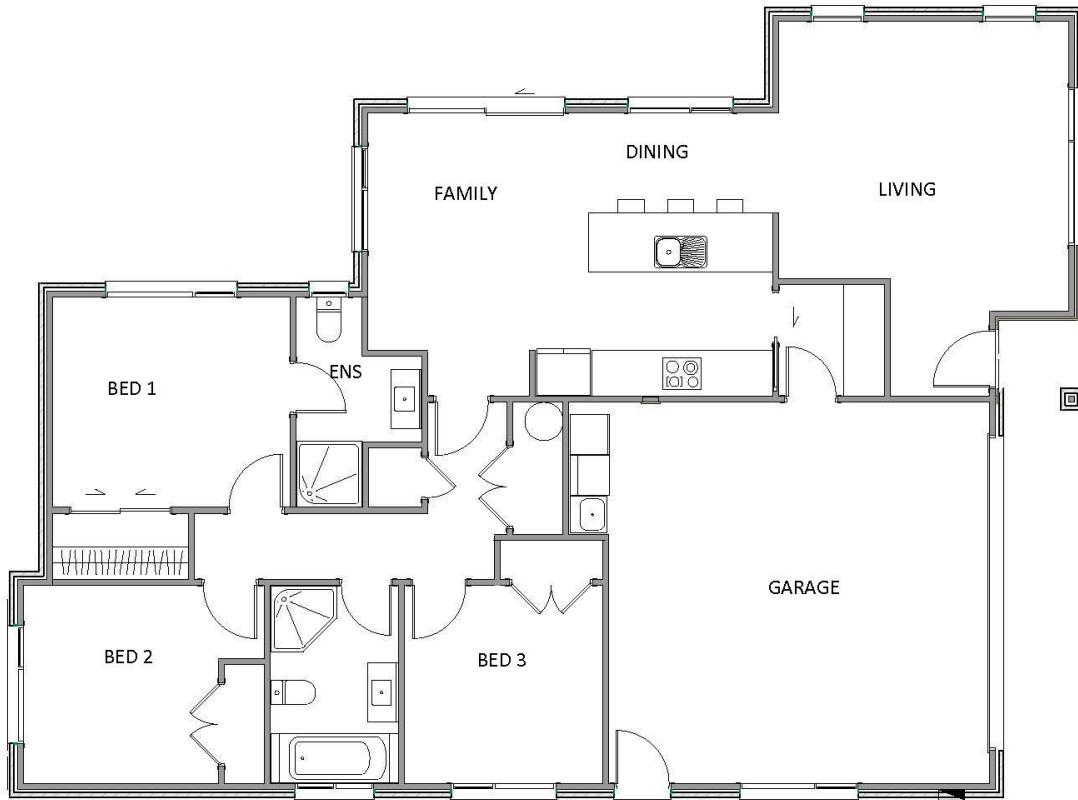 DINING
FAMILY
LIVING
ENS
BED 1
GARAGE
BED 2
BED 3